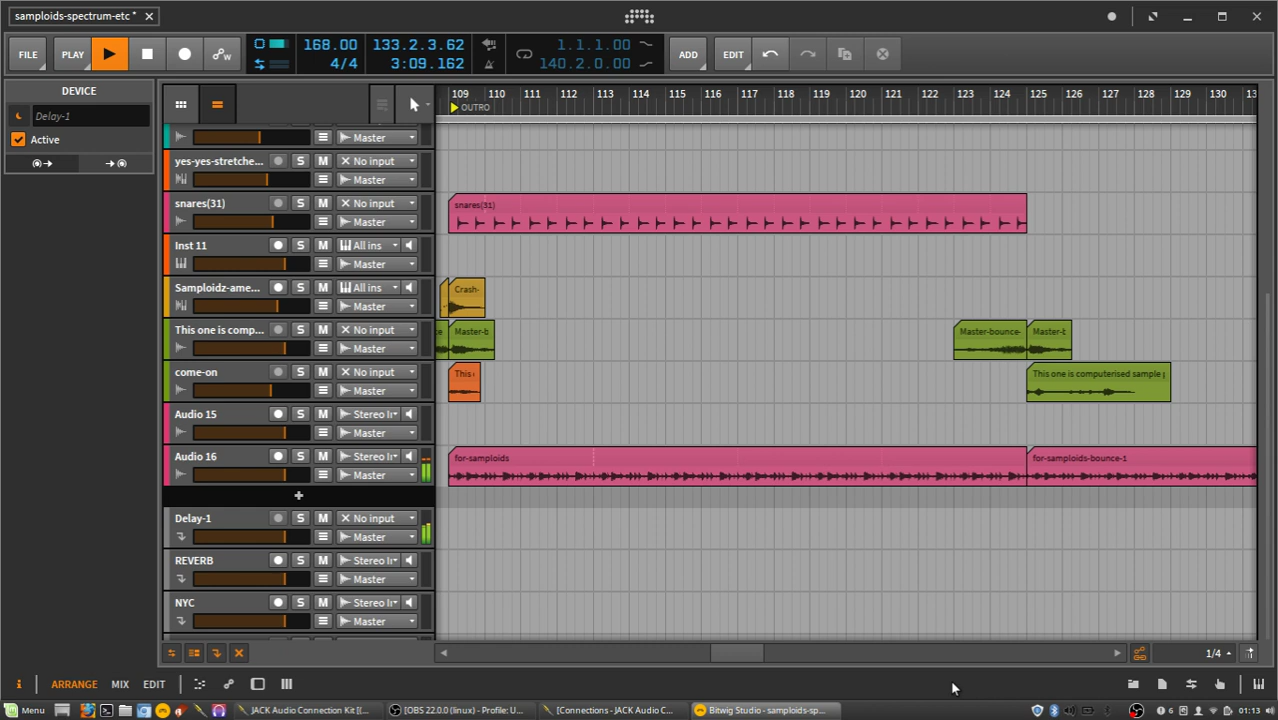 samploids-spectrum-etc * ×
FILE PLAY 168.00 133.2.3.62 1.1.1.00 ADD EDIT
4/4 3:09.162 140.2.0.00
DEVICE
Delay-1
Active
109 110 111 112 113 114 115 116 117 118 119 120 121 122 123 124 125 126 127 128 129 130
OUTRO
Master
yes-yes-stretche... S M No input
Master
snares(31) S M No input
Master
snares(31)
Inst 11 S M All ins
Master
Samploidz-ame... S M All ins
Master
Crash-
This one is comp... S M No input
Master
Master-b
Master-bounce-
Master-b
come-on S M No input
Master
This
This one is computerised sample
Audio 15 S M Stereo
Master
Audio 16 S M Stereo
Master
for-samploids
for-samploids-bounce-1
+
Delay-1 S M No input
Master
REVERB S M Stereo
Master
NYC S M Stereo
Master
1/4
i ARRANGE MIX EDIT
Menu JACK Audio Connection Kit [(... [OBS 22.0.0 (linux) - Profile: U... [Connections - JACK Audio C... Bitwig Studio - samploids-sp... 6 01:13